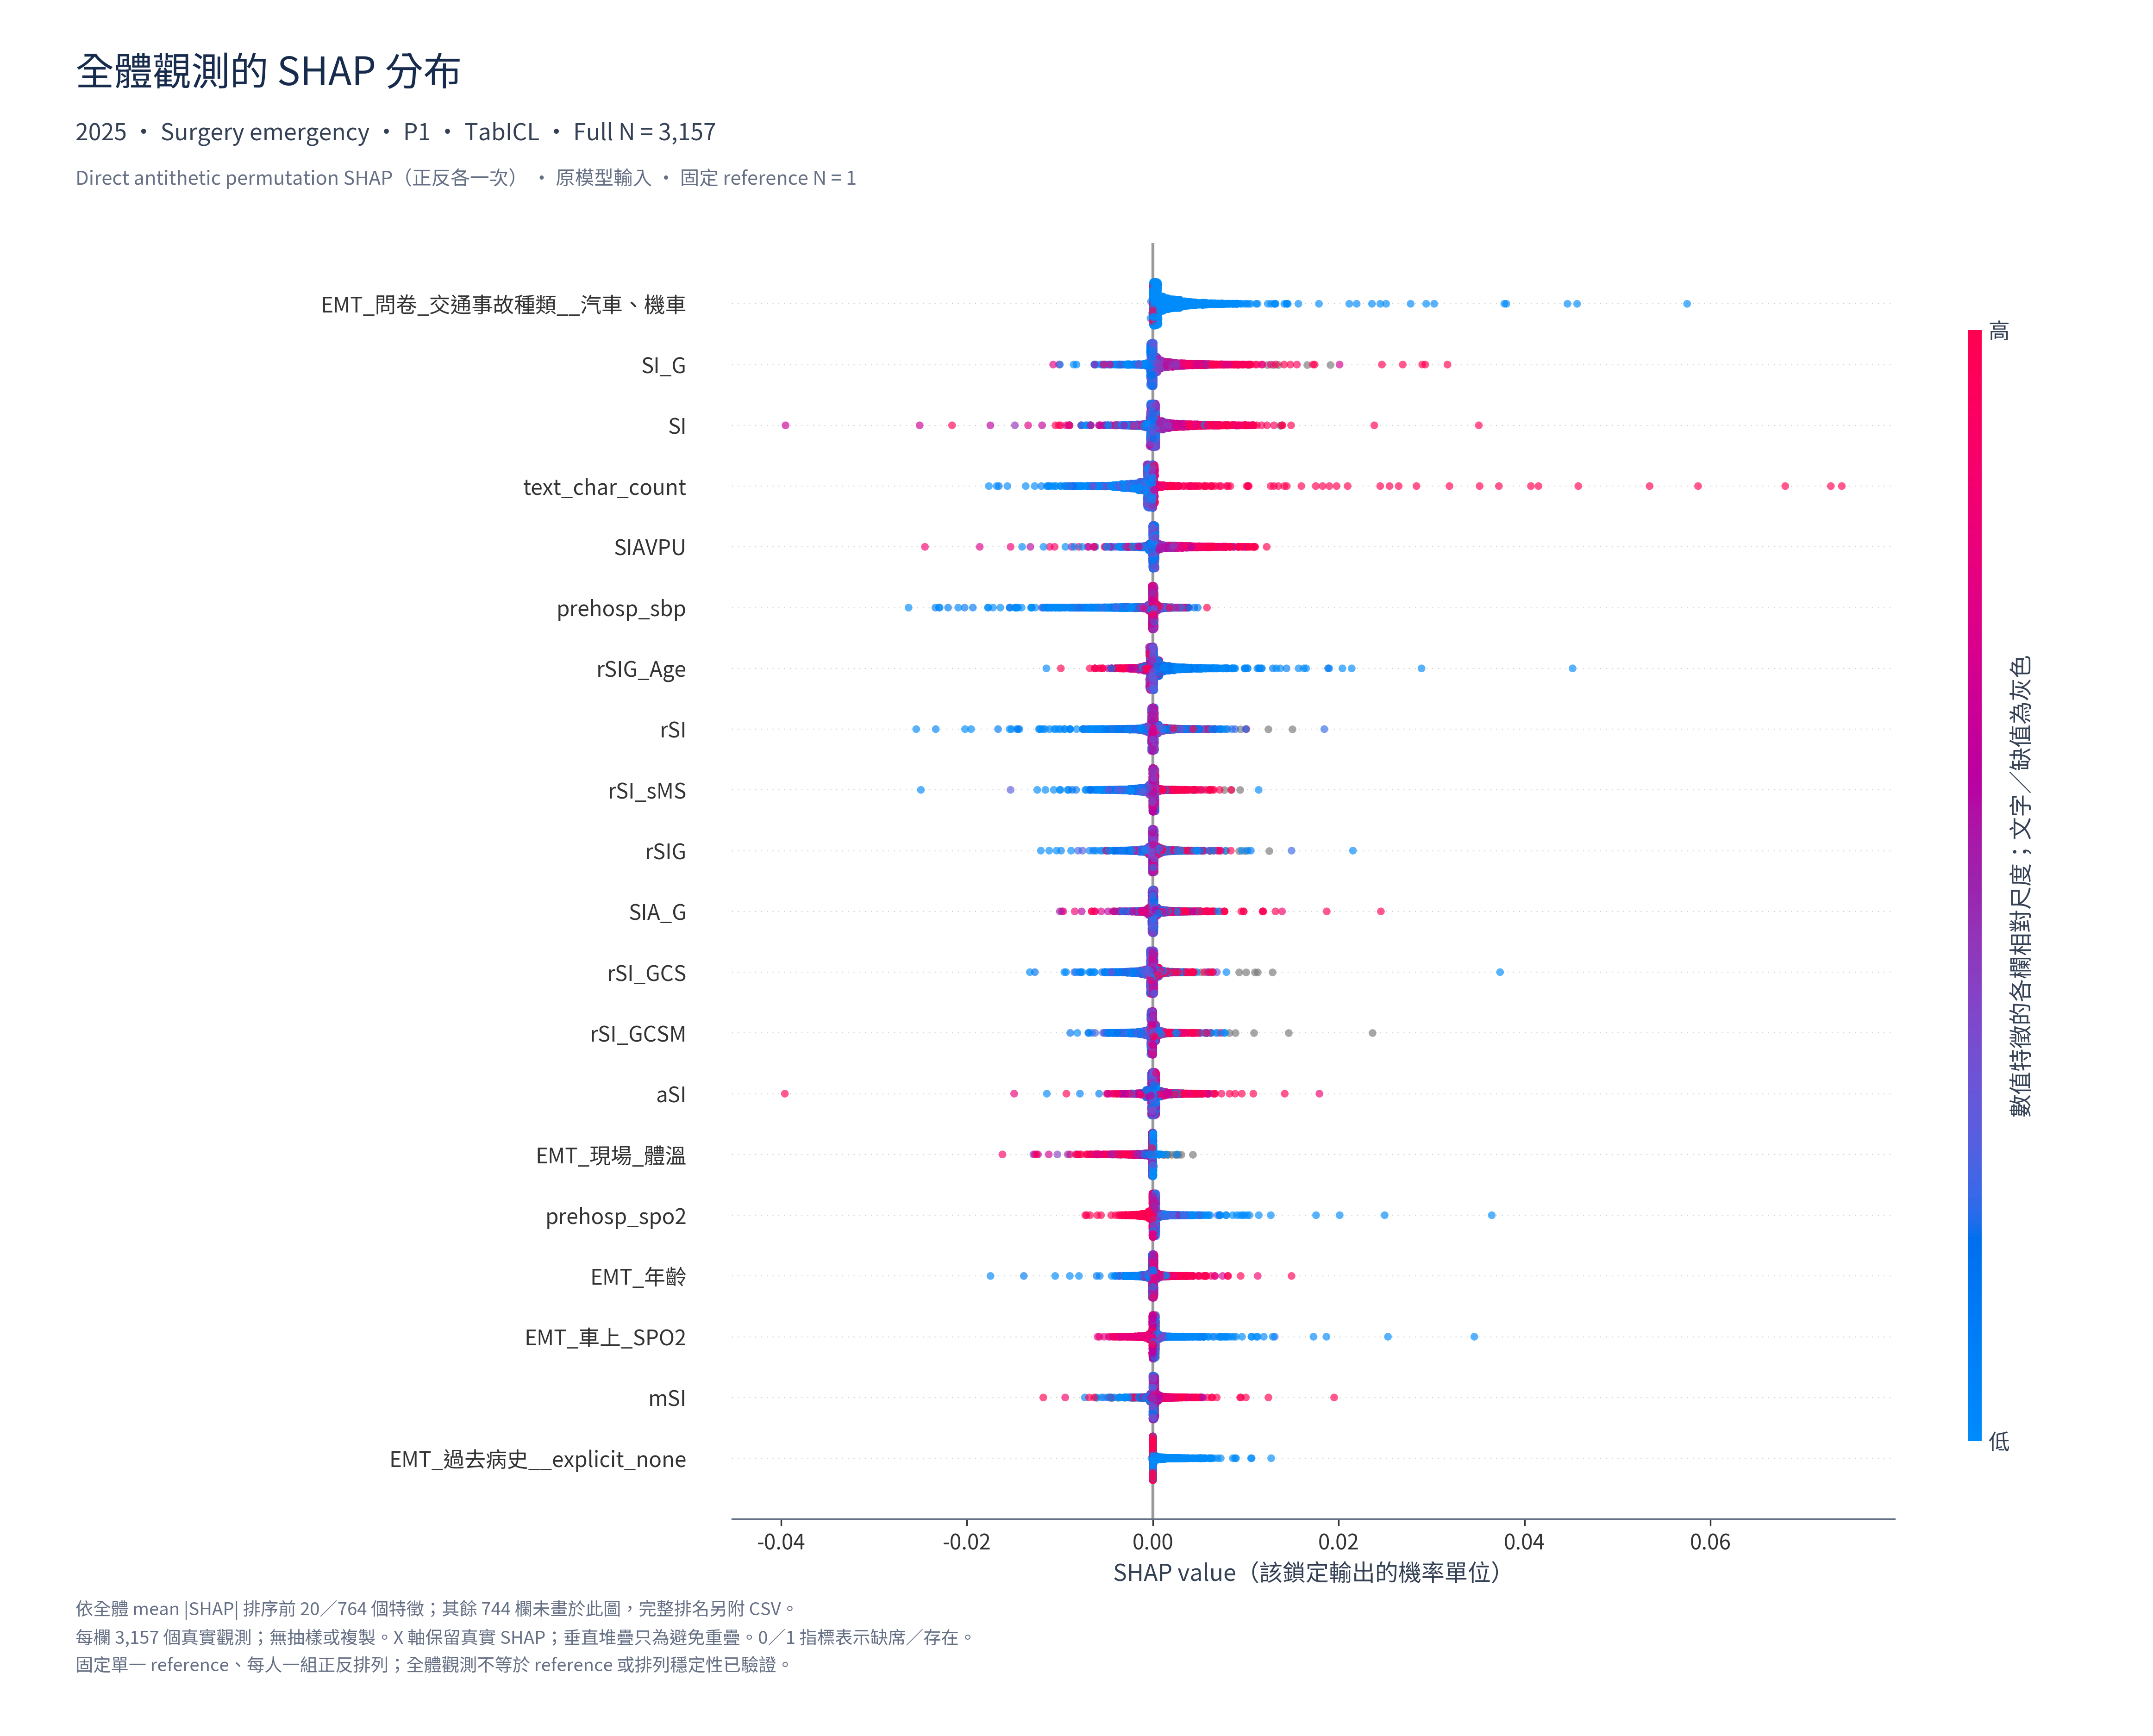 全體觀測的 SHAP 分布
2025 · Surgery emergency · P1 · TabICL · Full N = 3,157
Direct antithetic permutation SHAP（正反各一次） · 原模型輸入 · 固定 reference N = 1
EMT_問卷_交通事故種類__汽車、機車
SI_G
SI
text_char_count
SIAVPU
prehosp_sbp
rSIG_Age
rSI
rSI_sMS
rSIG
SIA_G
rSI_GCS
rSI_GCSM
aSI
EMT_現場_體溫
prehosp_spo2
EMT_年齡
EMT_車上_SPO2
mSI
EMT_過去病史__explicit_none
高
數值特徵的各欄相對尺度；文字／缺值為灰色
低
-0.04 -0.02 0.00 0.02 0.04 0.06
SHAP value（該鎖定輸出的機率單位）
依全體 mean |SHAP| 排序前 20／764 個特徵；其餘 744 欄未畫於此圖，完整排名另附 CSV。
每欄 3,157 個真實觀測；無抽樣或複製。X 軸保留真實 SHAP；垂直堆疊只為避免重疊。0／1 指標表示缺席／存在。
固定單一 reference、每人一組正反排列；全體觀測不等於 reference 或排列穩定性已驗證。